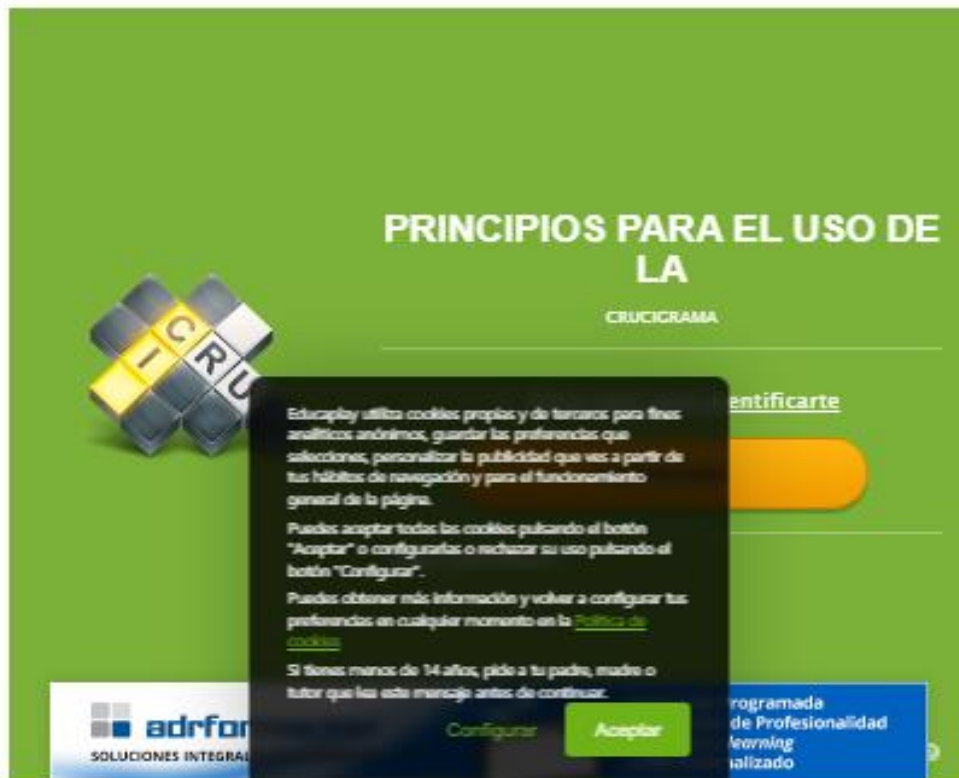 PRINCIPIOS PARA EL USO DE
LA
CRUCIGRAMA
CRU
I
entificarte
Educaplay utiliza cookies propias y de terceros para fines
analíticos anónimos, guardar las preferencias que
selecciones, personalizar la publicidad que ves a partir de
tus hábitos de navegación y para el funcionamiento
general de la página.
Puedes aceptar todas las cookies pulsando el botón
"Aceptar" o configurarlas o rechazar su uso pulsando el
botón "Configurar".
Puedes obtener más información y volver a configurar tus
preferencias en cualquier momento en la Política de
cookies
Si tienes menos de 14 años, pide a tu padre, madre o
tutor que lea este mensaje antes de continuar.
Configurar Aceptar
adrfor
SOLUCIONES INTEGRAL
rogramada
de Profesionalidad
learning
nalizado